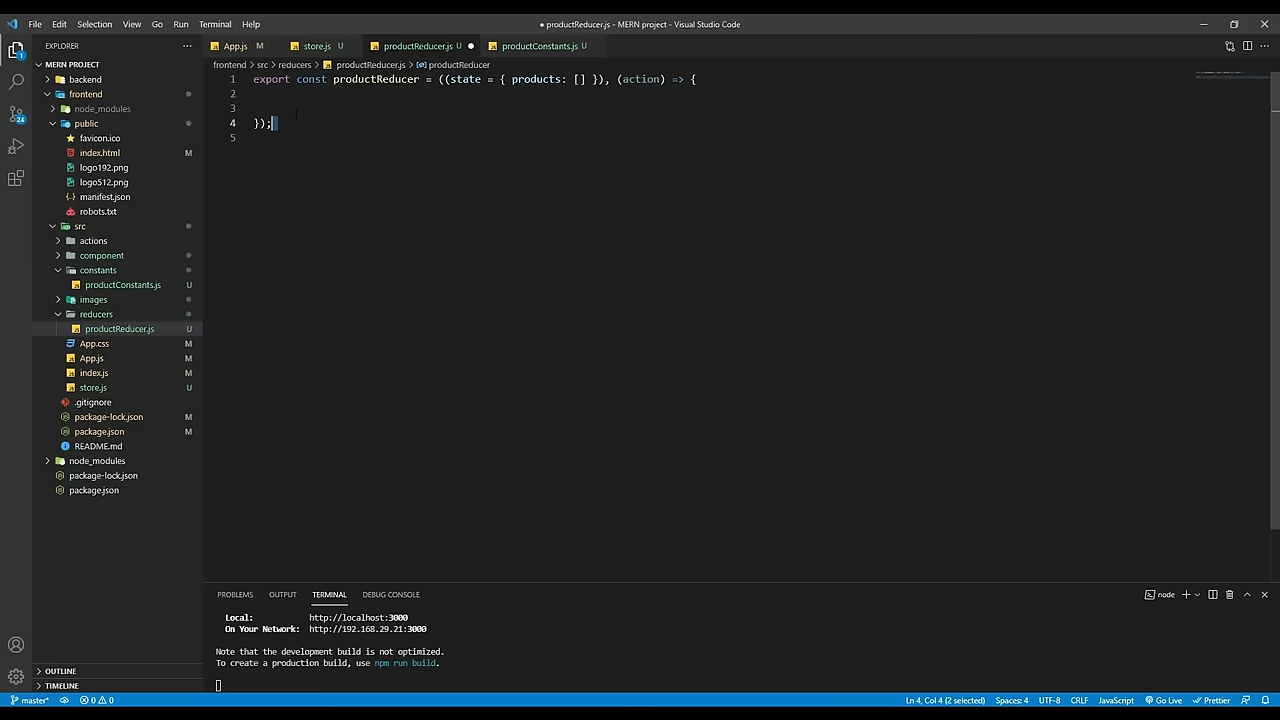 File Edit Selection View Go Run Terminal Help
● productReducer.js - MERN project - Visual Studio Code
EXPLORER
App.js M
store.js U
productReducer.js U
productConstants.js U
MERN PROJECT
frontend > src > reducers > productReducer.js > productReducer
backend
frontend
node_modules
public
favicon.ico
index.html M
logo192.png
logo512.png
manifest.json
robots.txt
src
actions
component
constants
productConstants.js U
images
reducers
productReducer.js U
App.css M
App.js M
index.js M
store.js U
.gitignore
package-lock.json M
package.json M
README.md
node_modules
package-lock.json
package.json
OUTLINE
TIMELINE
1 export const productReducer = ((state = { products: [] }), (action) => {
2
3
4 });
5
PROBLEMS OUTPUT TERMINAL DEBUG CONSOLE
node
Local: http://localhost:3000
On Your Network: http://192.168.29.21:3000
Note that the development build is not optimized.
To create a production build, use npm run build.
1
24
master* 0 0
Ln 4, Col 4 (2 selected) Spaces: 4 UTF-8 CRLF JavaScript Go Live Prettier